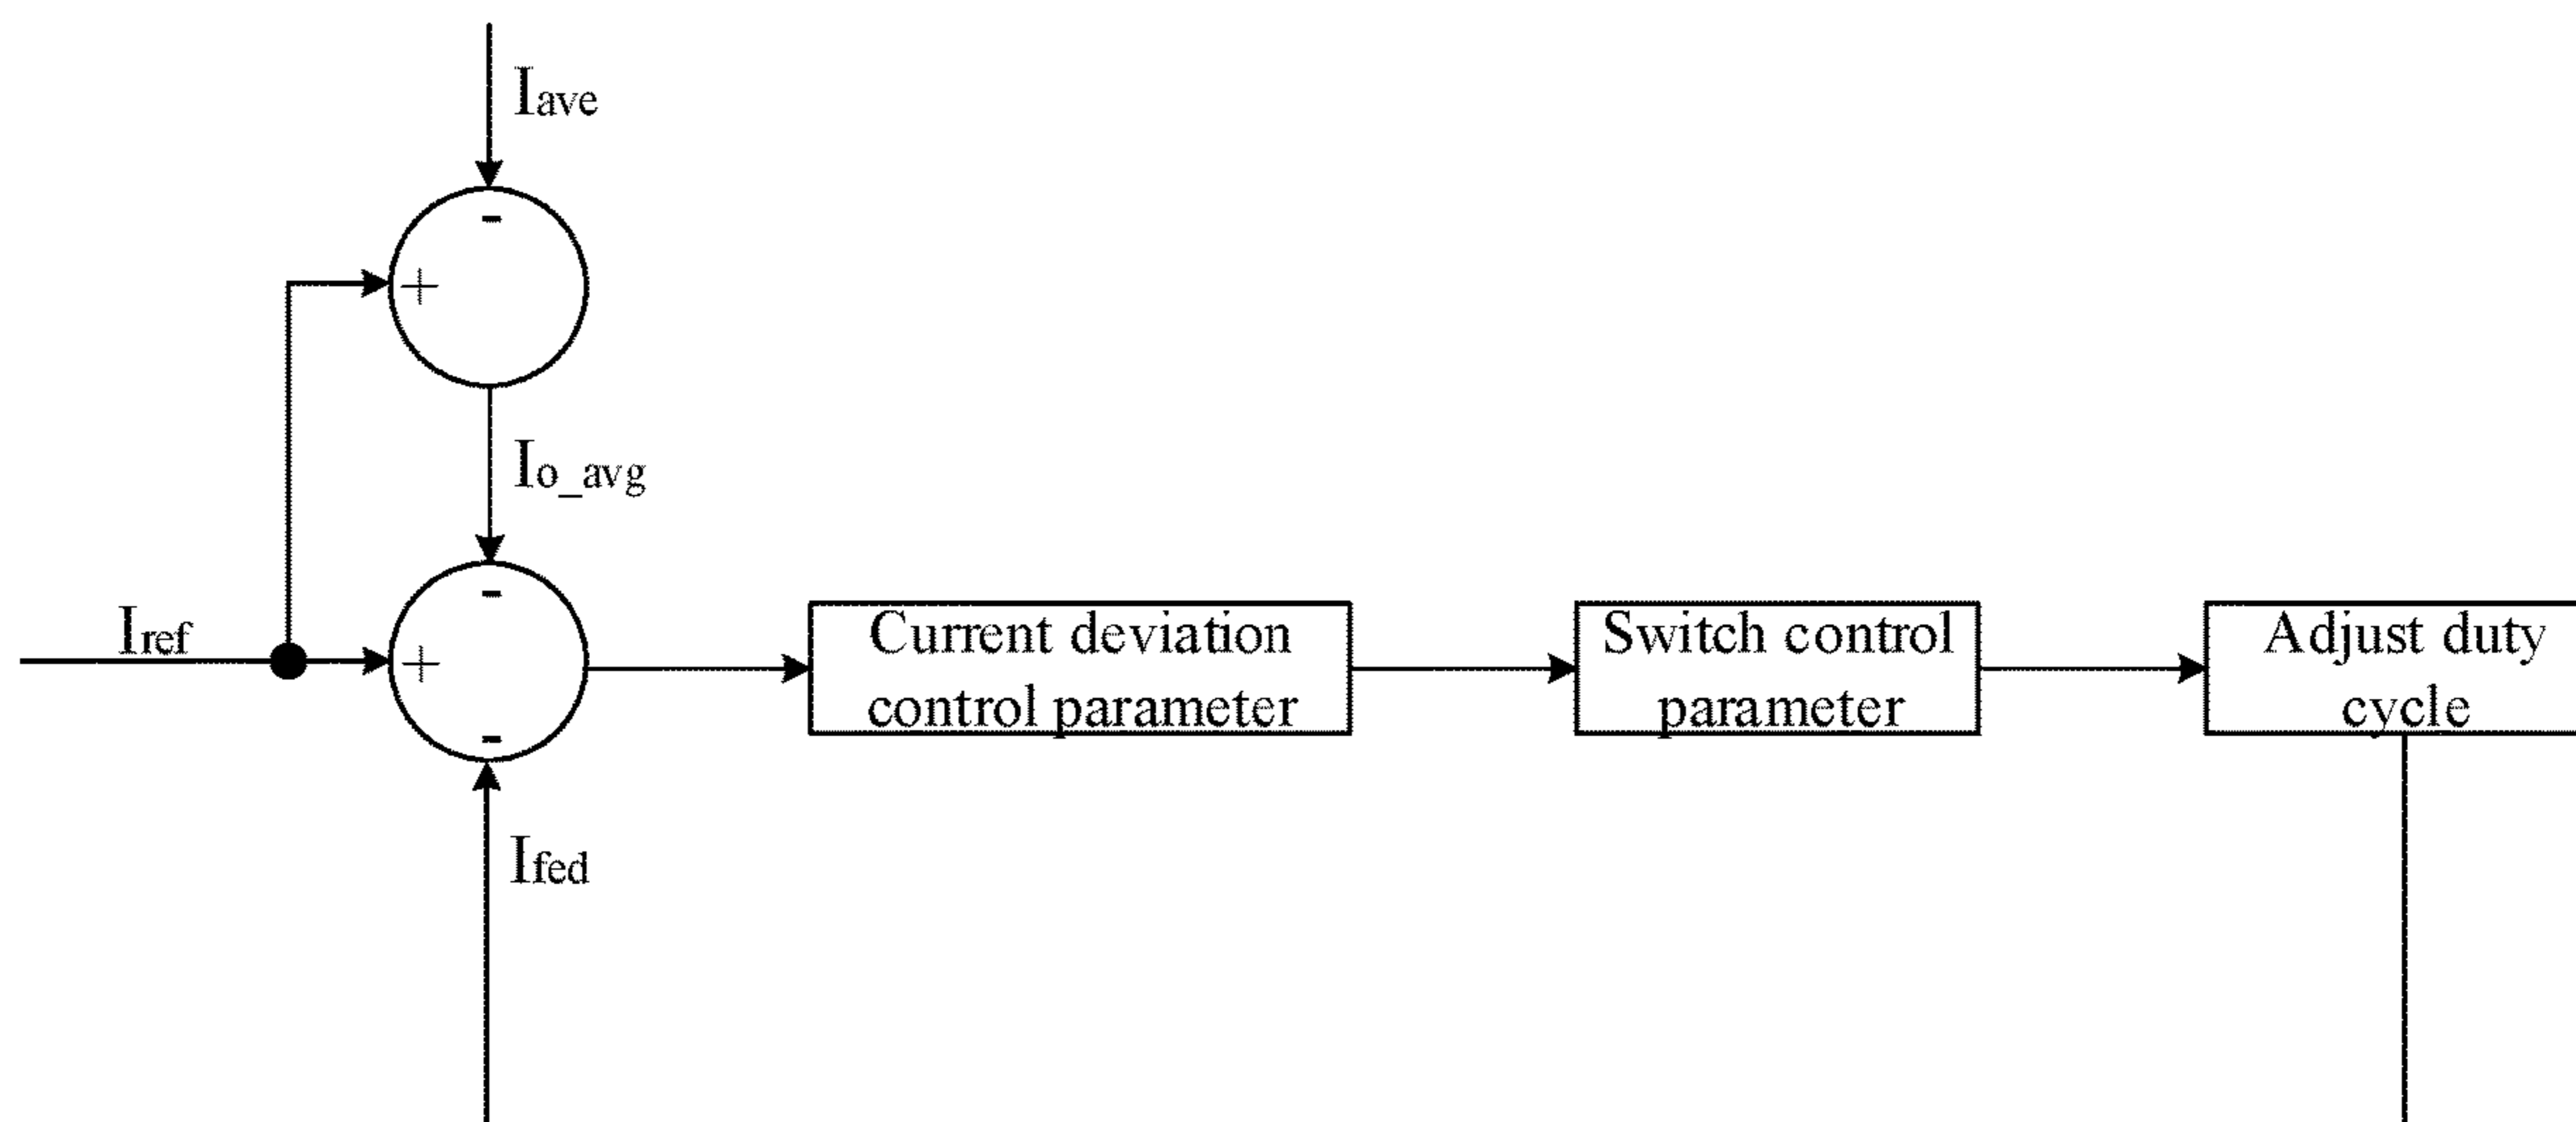 Iave
-
+
Io_avg
Iref
-
+
-
Current deviation
control parameter
Switch control
parameter
Adjust duty
cycle
Ifed